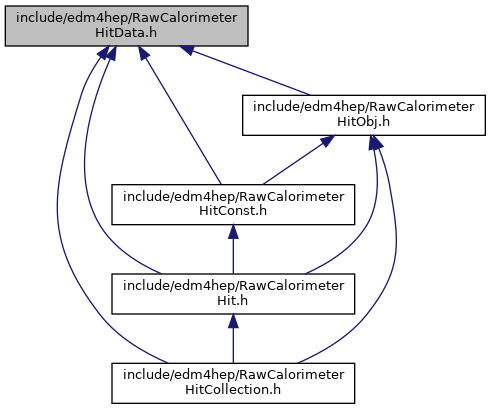 include/edm4hep/RawCalorimeter
HitData.h
include/edm4hep/RawCalorimeter
HitObj.h
include/edm4hep/RawCalorimeter
HitConst.h
include/edm4hep/RawCalorimeter
Hit.h
include/edm4hep/RawCalorimeter
HitCollection.h